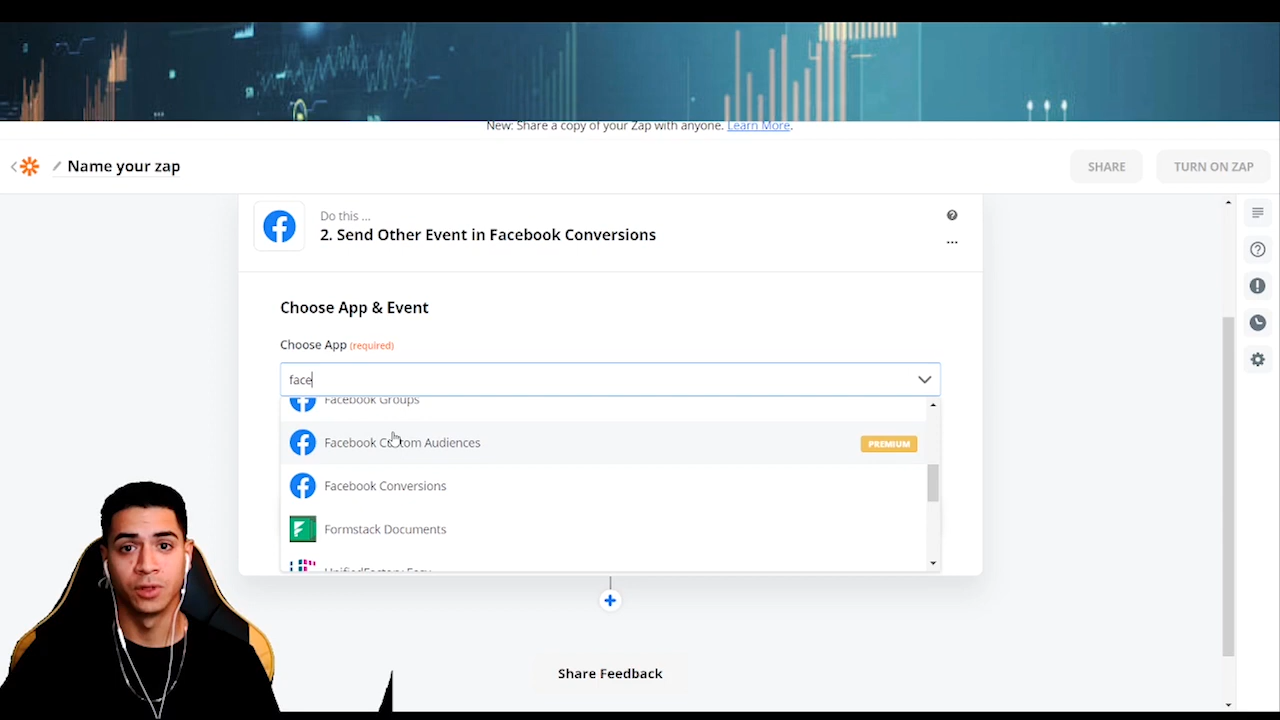 New: Share a copy of your Zap with anyone. Learn More.
Name your zap
SHARE
TURN ON ZAP
Do this ...
2. Send Other Event in Facebook Conversions
Choose App & Event
Choose App (required)
face
Facebook Groups
Facebook Custom Audiences
PREMIUM
Facebook Conversions
Formstack Documents
UnifiedFactory Easy
Share Feedback